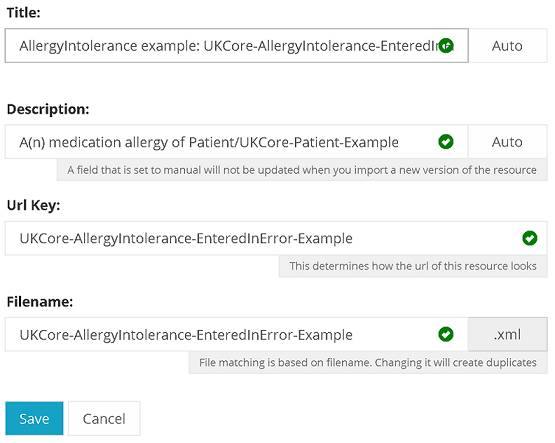 Title:
AllergyIntolerance example: UKCore-AllergyIntolerance-EnteredIn
Auto
Description:
A(n) medication allergy of Patient/UKCore-Patient-Example
Auto
A field that is set to manual will not be updated when you import a new version of the resource
Url Key:
UKCore-AllergyIntolerance-EnteredInError-Example
This determines how the url of this resource looks
Filename:
UKCore-AllergyIntolerance-EnteredInError-Example
.xml
File matching is based on filename. Changing it will create duplicates
Save
Cancel